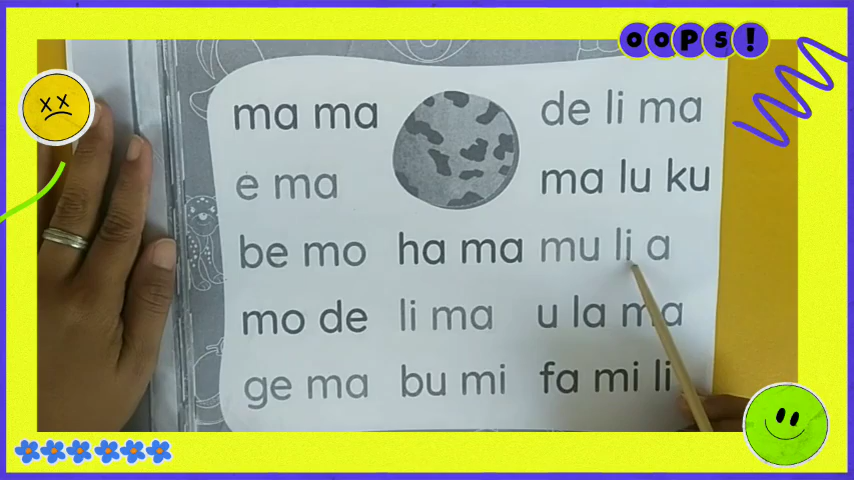 OOPS!
ma ma
de li ma
e ma
ma lu ku
be mo
ha ma
mu li a
mo de
li ma
u la ma
ge ma
bu mi
fa mi li